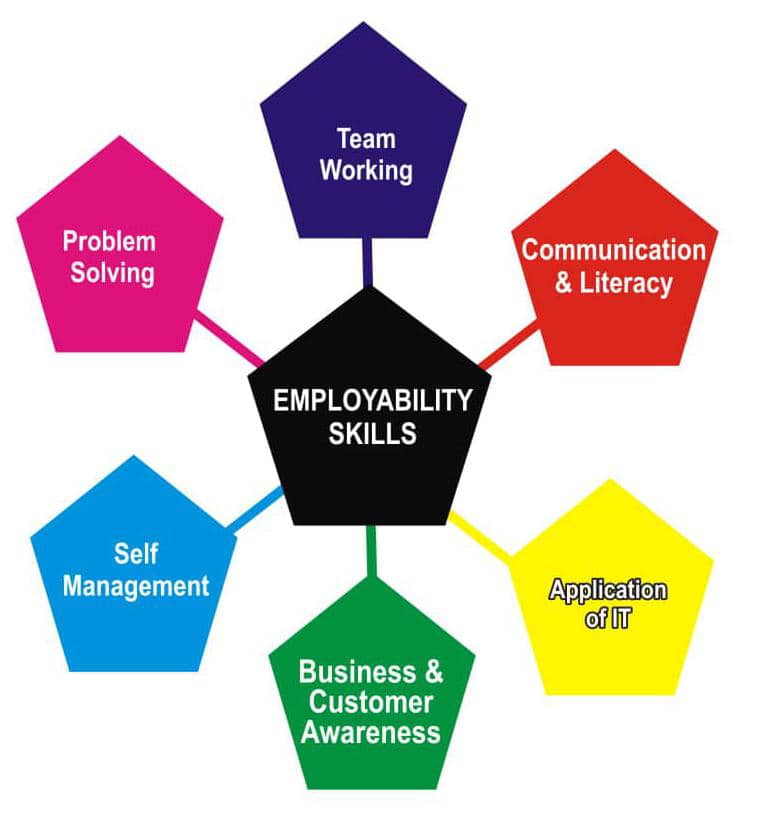 Team
Working
Problem
Solving
Communication
& Literacy
EMPLOYABILITY
SKILLS
Self
Management
Application
of IT
Business &
Customer
Awareness